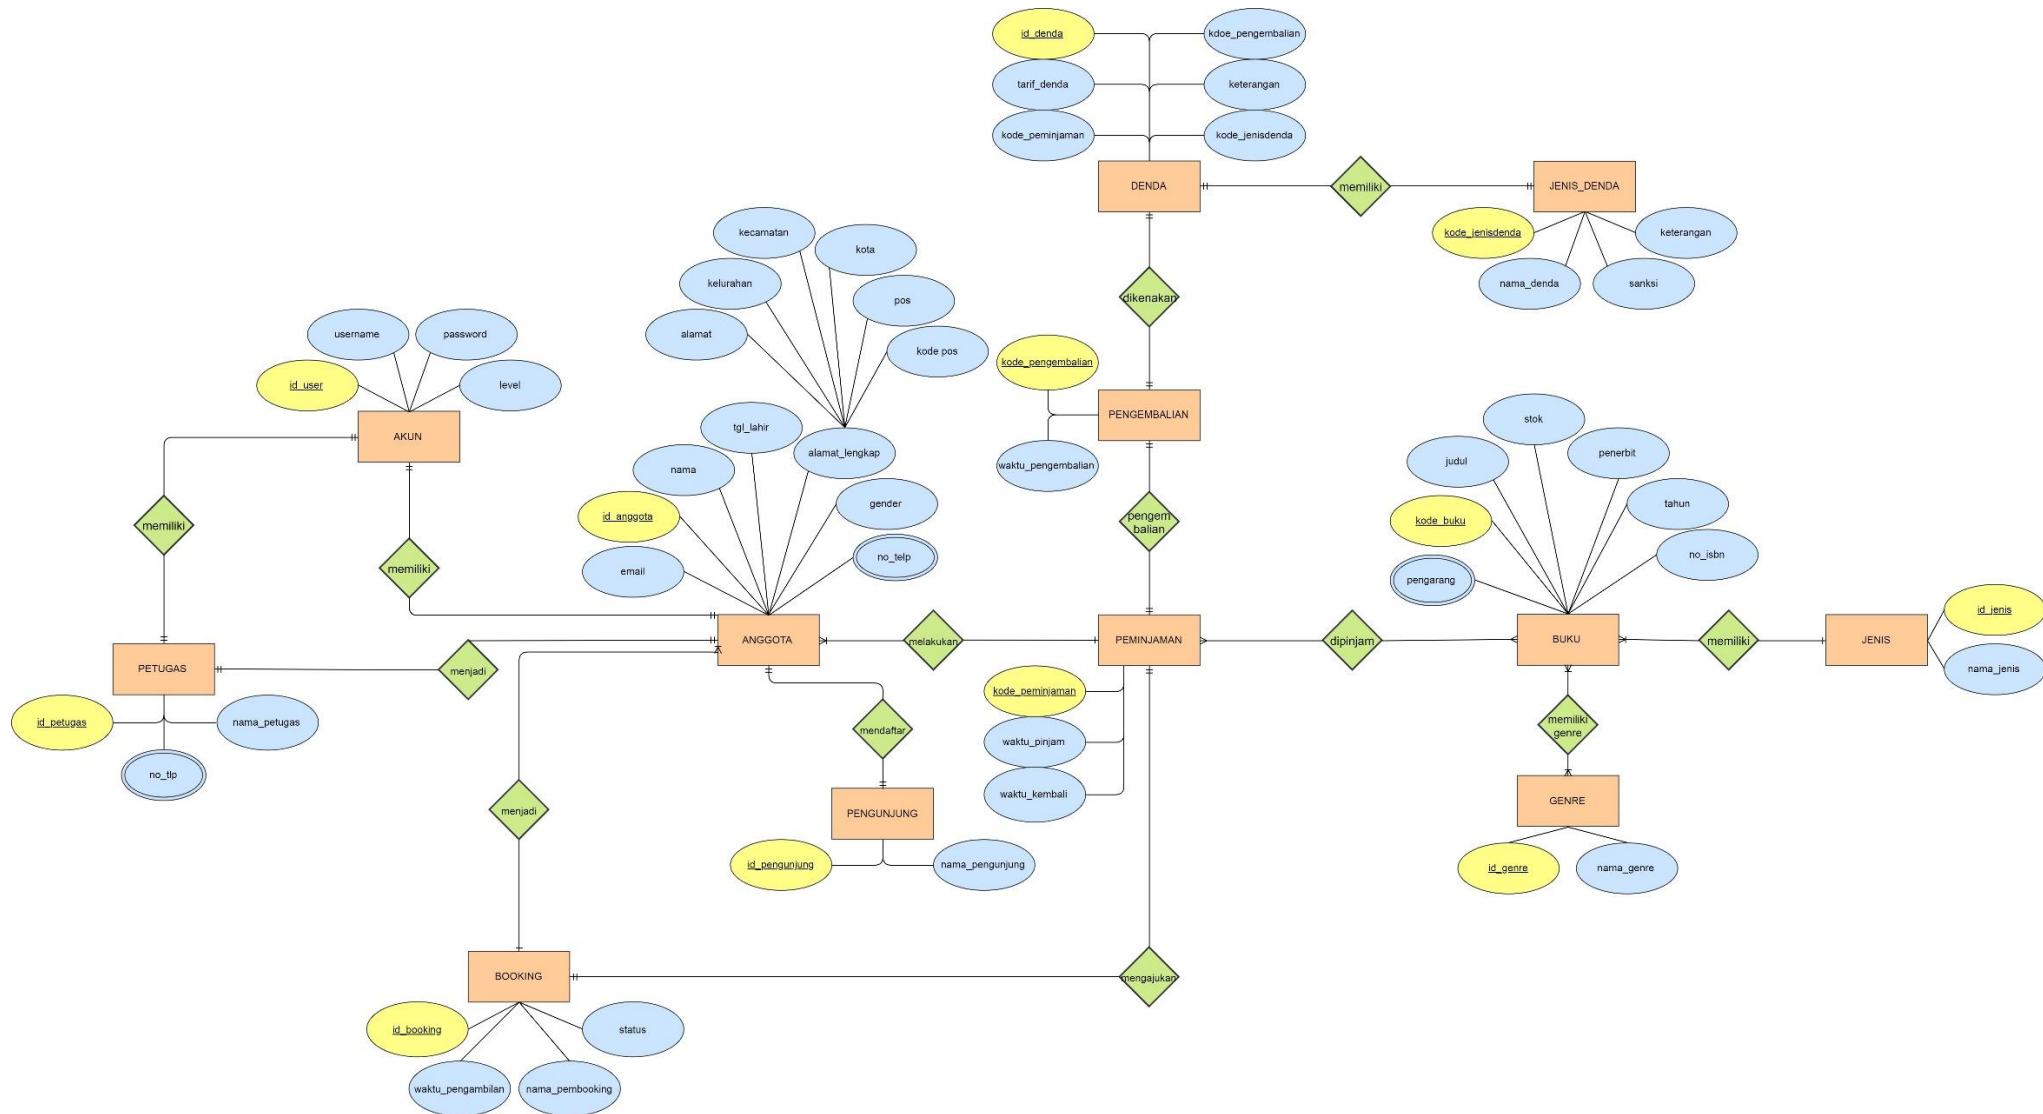 id_denda
kdoe_pengembalian
tarif_denda
keterangan
kode_peminjaman
kode_jenisdenda
DENDA
memiliki
JENIS_DENDA
kode_jenisdenda
keterangan
nama_denda
sanksi
kecamatan
kota
kelurahan
pos
alamat
kode pos
dikenakan
username
password
id_user
level
AKUN
kode_pengembalian
PENGEMBALIAN
waktu_pengembalian
tgl_lahir
alamat_lengkap
nama
gender
id_anggota
no_telp
email
memiliki
memiliki
pengem
balian
stok
judul
penerbit
kode_buku
tahun
pengarang
no_isbn
ANGGOTA
melakukan
PEMINJAMAN
dipinjam
BUKU
memiliki
JENIS
id_jenis
nama_jenis
PETUGAS
menjadi
id_petugas
nama_petugas
no_tlp
kode_peminjaman
waktu_pinjam
waktu_kembali
mendaftar
memiliki
genre
menjadi
PENGUNJUNG
id_pengunjung
nama_pengunjung
GENRE
id_genre
nama_genre
BOOKING
mengajukan
id_booking
status
waktu_pengambilan
nama_pembooking